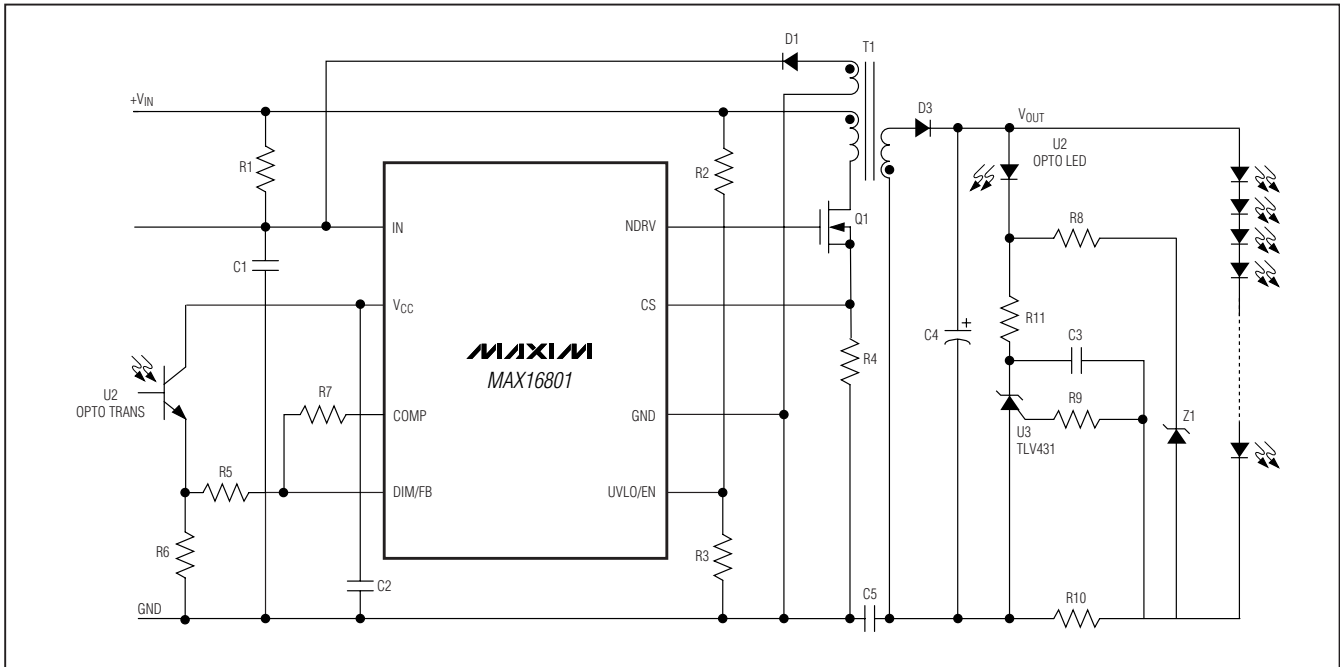 D1
T1
+VIN
D3
VOUT
U2
OPTO LED
R1
R2
R8
IN
NDRV
Q1
C1
VCC
CS
R11
C4
+
C3
MAXIM
MAX16801
R4
U2
OPTO TRANS
R7
COMP
GND
R9
U3
TLV431
Z1
R5
DIM/FB
UVLO/EN
R6
R3
C2
C5
R10
GND